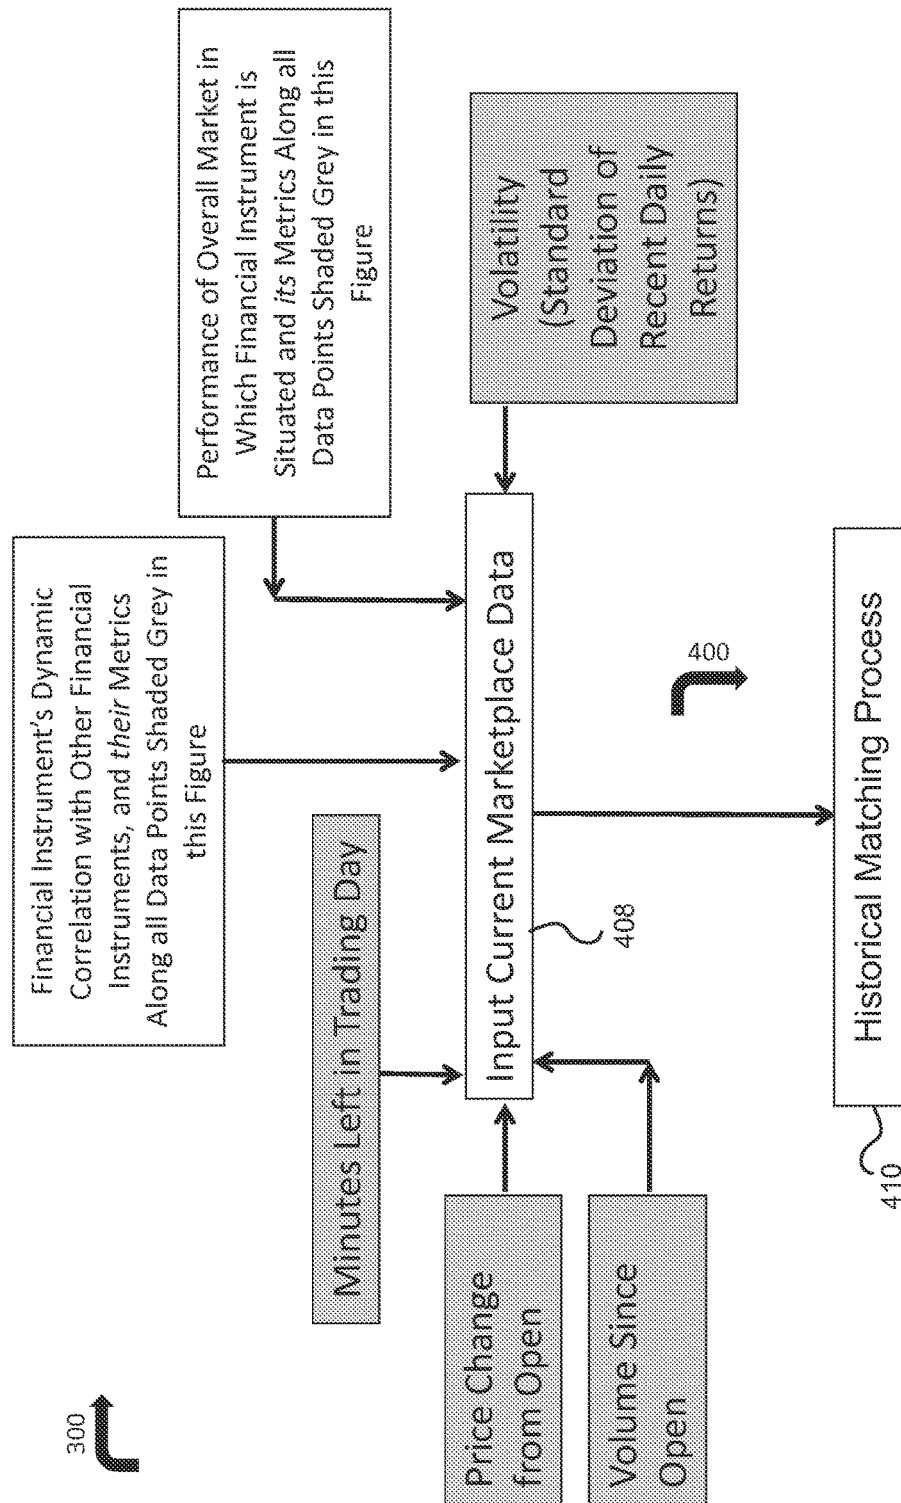 300
Financial Instrument's Dynamic
Correlation with Other Financial
Instruments, and their Metrics
Along all Data Points Shaded Grey in
this Figure
Performance of Overall Market in
Which Financial Instrument is
Situated and its Metrics Along all
Data Points Shaded Grey in this
Figure
Minutes Left in Trading Day
Price Change
from Open
Volume Since
Open
Input Current Marketplace Data
408
Volatility
(Standard
Deviation of
Recent Daily
Returns)
400
Historical Matching Process
410